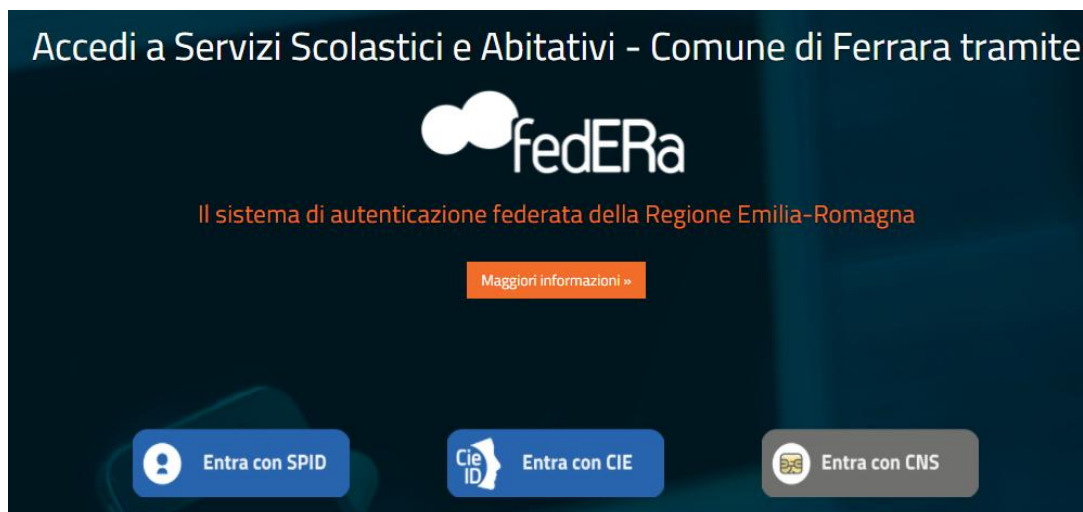 Accedi a Servizi Scolastici e Abitativi - Comune di Ferrara tramite
fedERa
Il sistema di autenticazione federata della Regione Emilia-Romagna
Maggiori informazioni »
Entra con SPID
Cie
ID
Entra con CIE
Entra con CNS